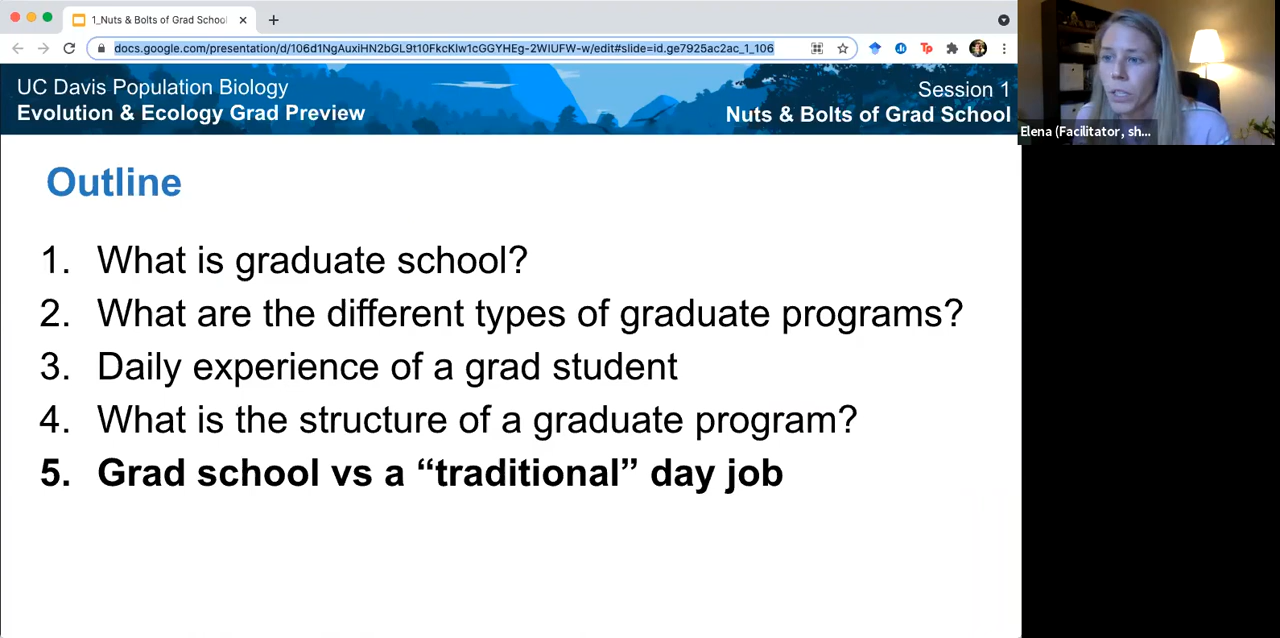 1_Nuts & Bolts of Grad School
docs.google.com/presentation/d/106d1NgAuxiHN2bGL9t10FkcKlw1cGGYHEg-2WIUFW-w/edit#slide=id.ge7925ac2ac_1_106
Tp
UC Davis Population Biology
Evolution & Ecology Grad Preview
Session 1
Nuts & Bolts of Grad School
Elena (Facilitator, sh...
Outline
1. What is graduate school?
2. What are the different types of graduate programs?
3. Daily experience of a grad student
4. What is the structure of a graduate program?
5. Grad school vs a “traditional” day job